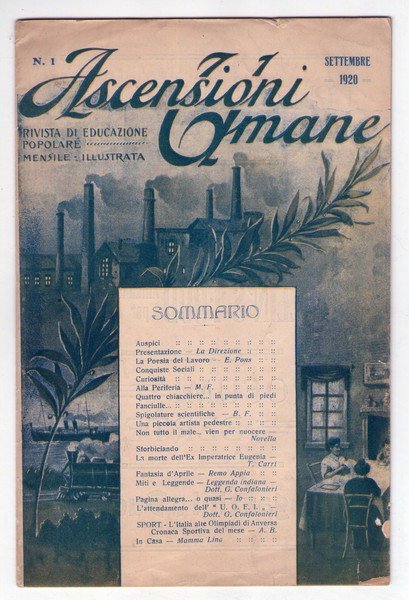 N. 1
SETTEMBRE
1920
Ascensioni
Umane
RIVISTA DI EDUCAZIONE
POPOLARE
MENSILE - ILLUSTRATA
SOMMARIO
Auspici
Presentazione — La Direzione
La Poesia del Lavoro — E. Pons
Conquiste Sociali
Curiosità
Alla Periferia — M. F.
Quattro chiacchiere... in punta di piedi
Fanciulle...
Spigolature scientifiche — B. F.
Una piccola artista pedestre
Non tutto il male... vien per nuocere —
Novella
Sforbiciando
La morte dell'Ex Imperatrice Eugenia —
T. Carri
Fantasia d'Aprile — Remo Appia
Miti e Leggende — Leggenda indiana —
Dott. G. Confalonieri
Pagina allegra... o quasi — Io
L'attendamento dell' " U. O. E. I. „ —
Dott. G. Confalonieri
SPORT - L'Italia alle Olimpiadi di Anversa
Cronaca Sportiva del mese — A. B.
In Casa — Mamma Lina